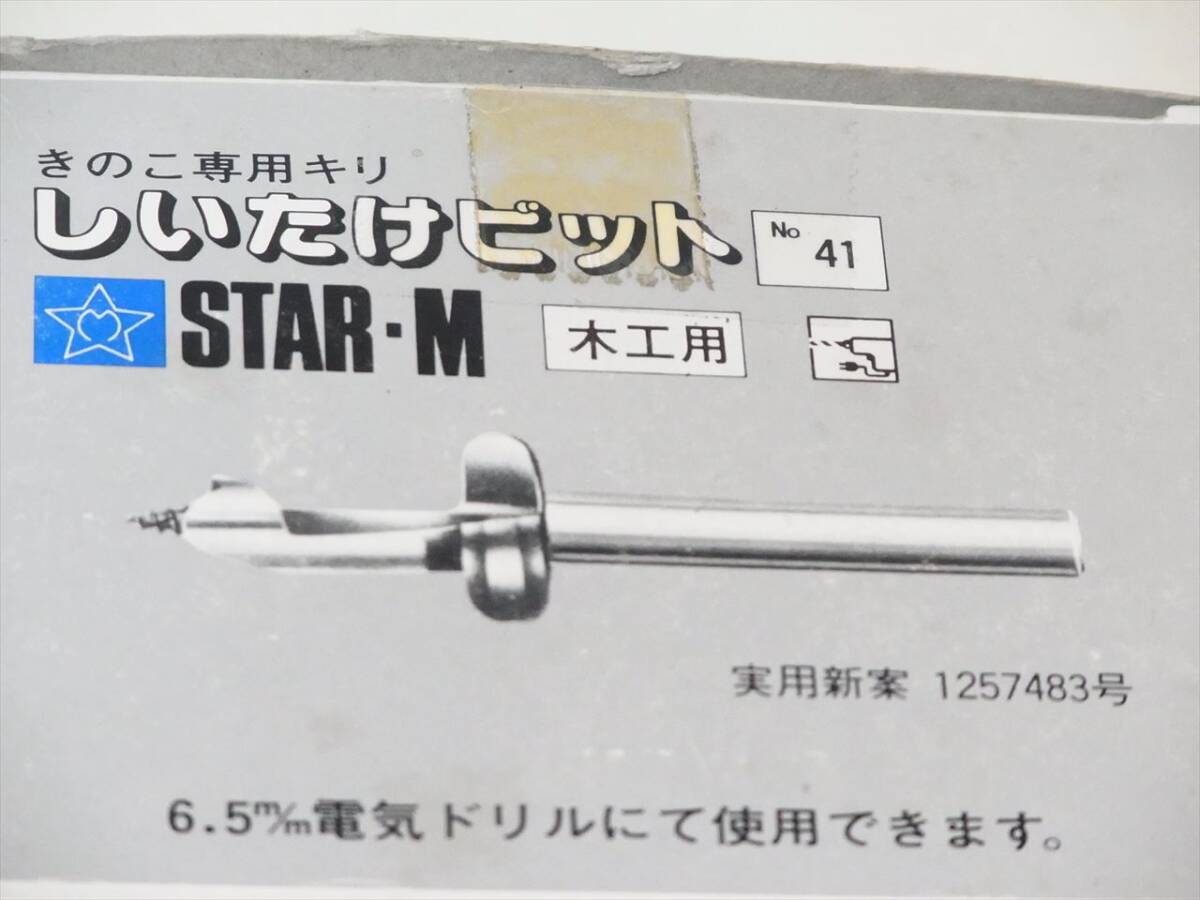 きのこ専用キリ
しいたけビット
No 41
STAR・M
木工用
実用新案 1257483号
6.5m/m電気ドリルにて使用できます。